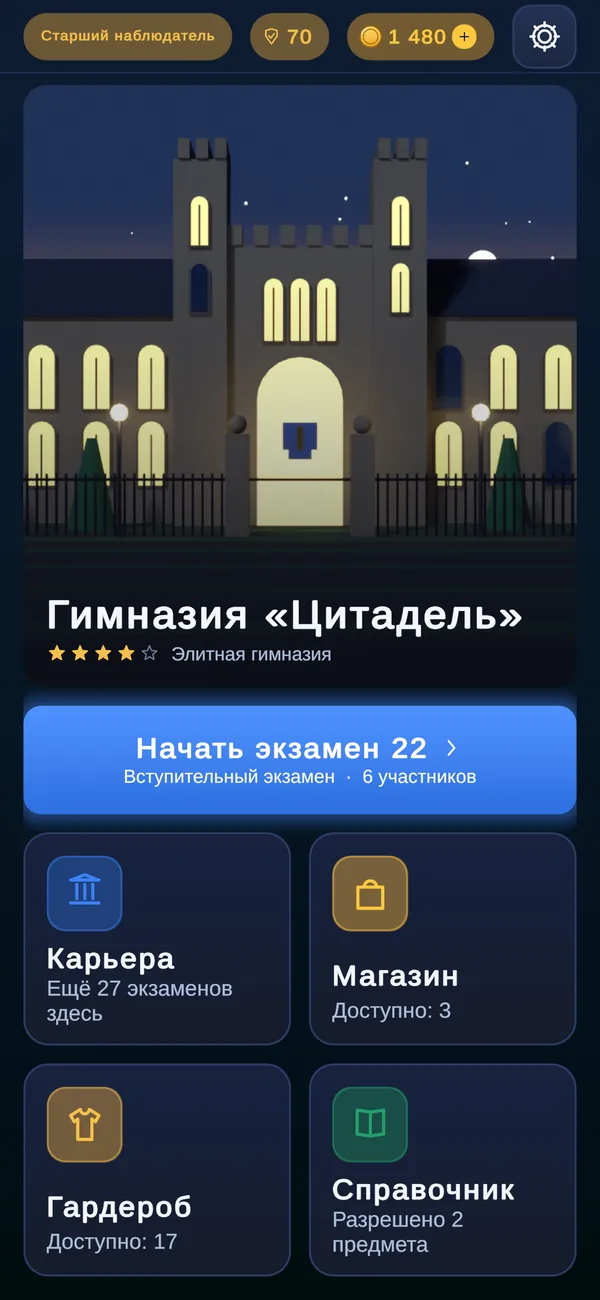 Старший наблюдатель
70
1 480 +
Гимназия «Цитадель»
Элитная гимназия
Начать экзамен 22
Вступительный экзамен · 6 участников
Карьера
Ещё 27 экзаменов
здесь
Магазин
Доступно: 3
Гардероб
Доступно: 17
Справочник
Разрешено 2
предмета